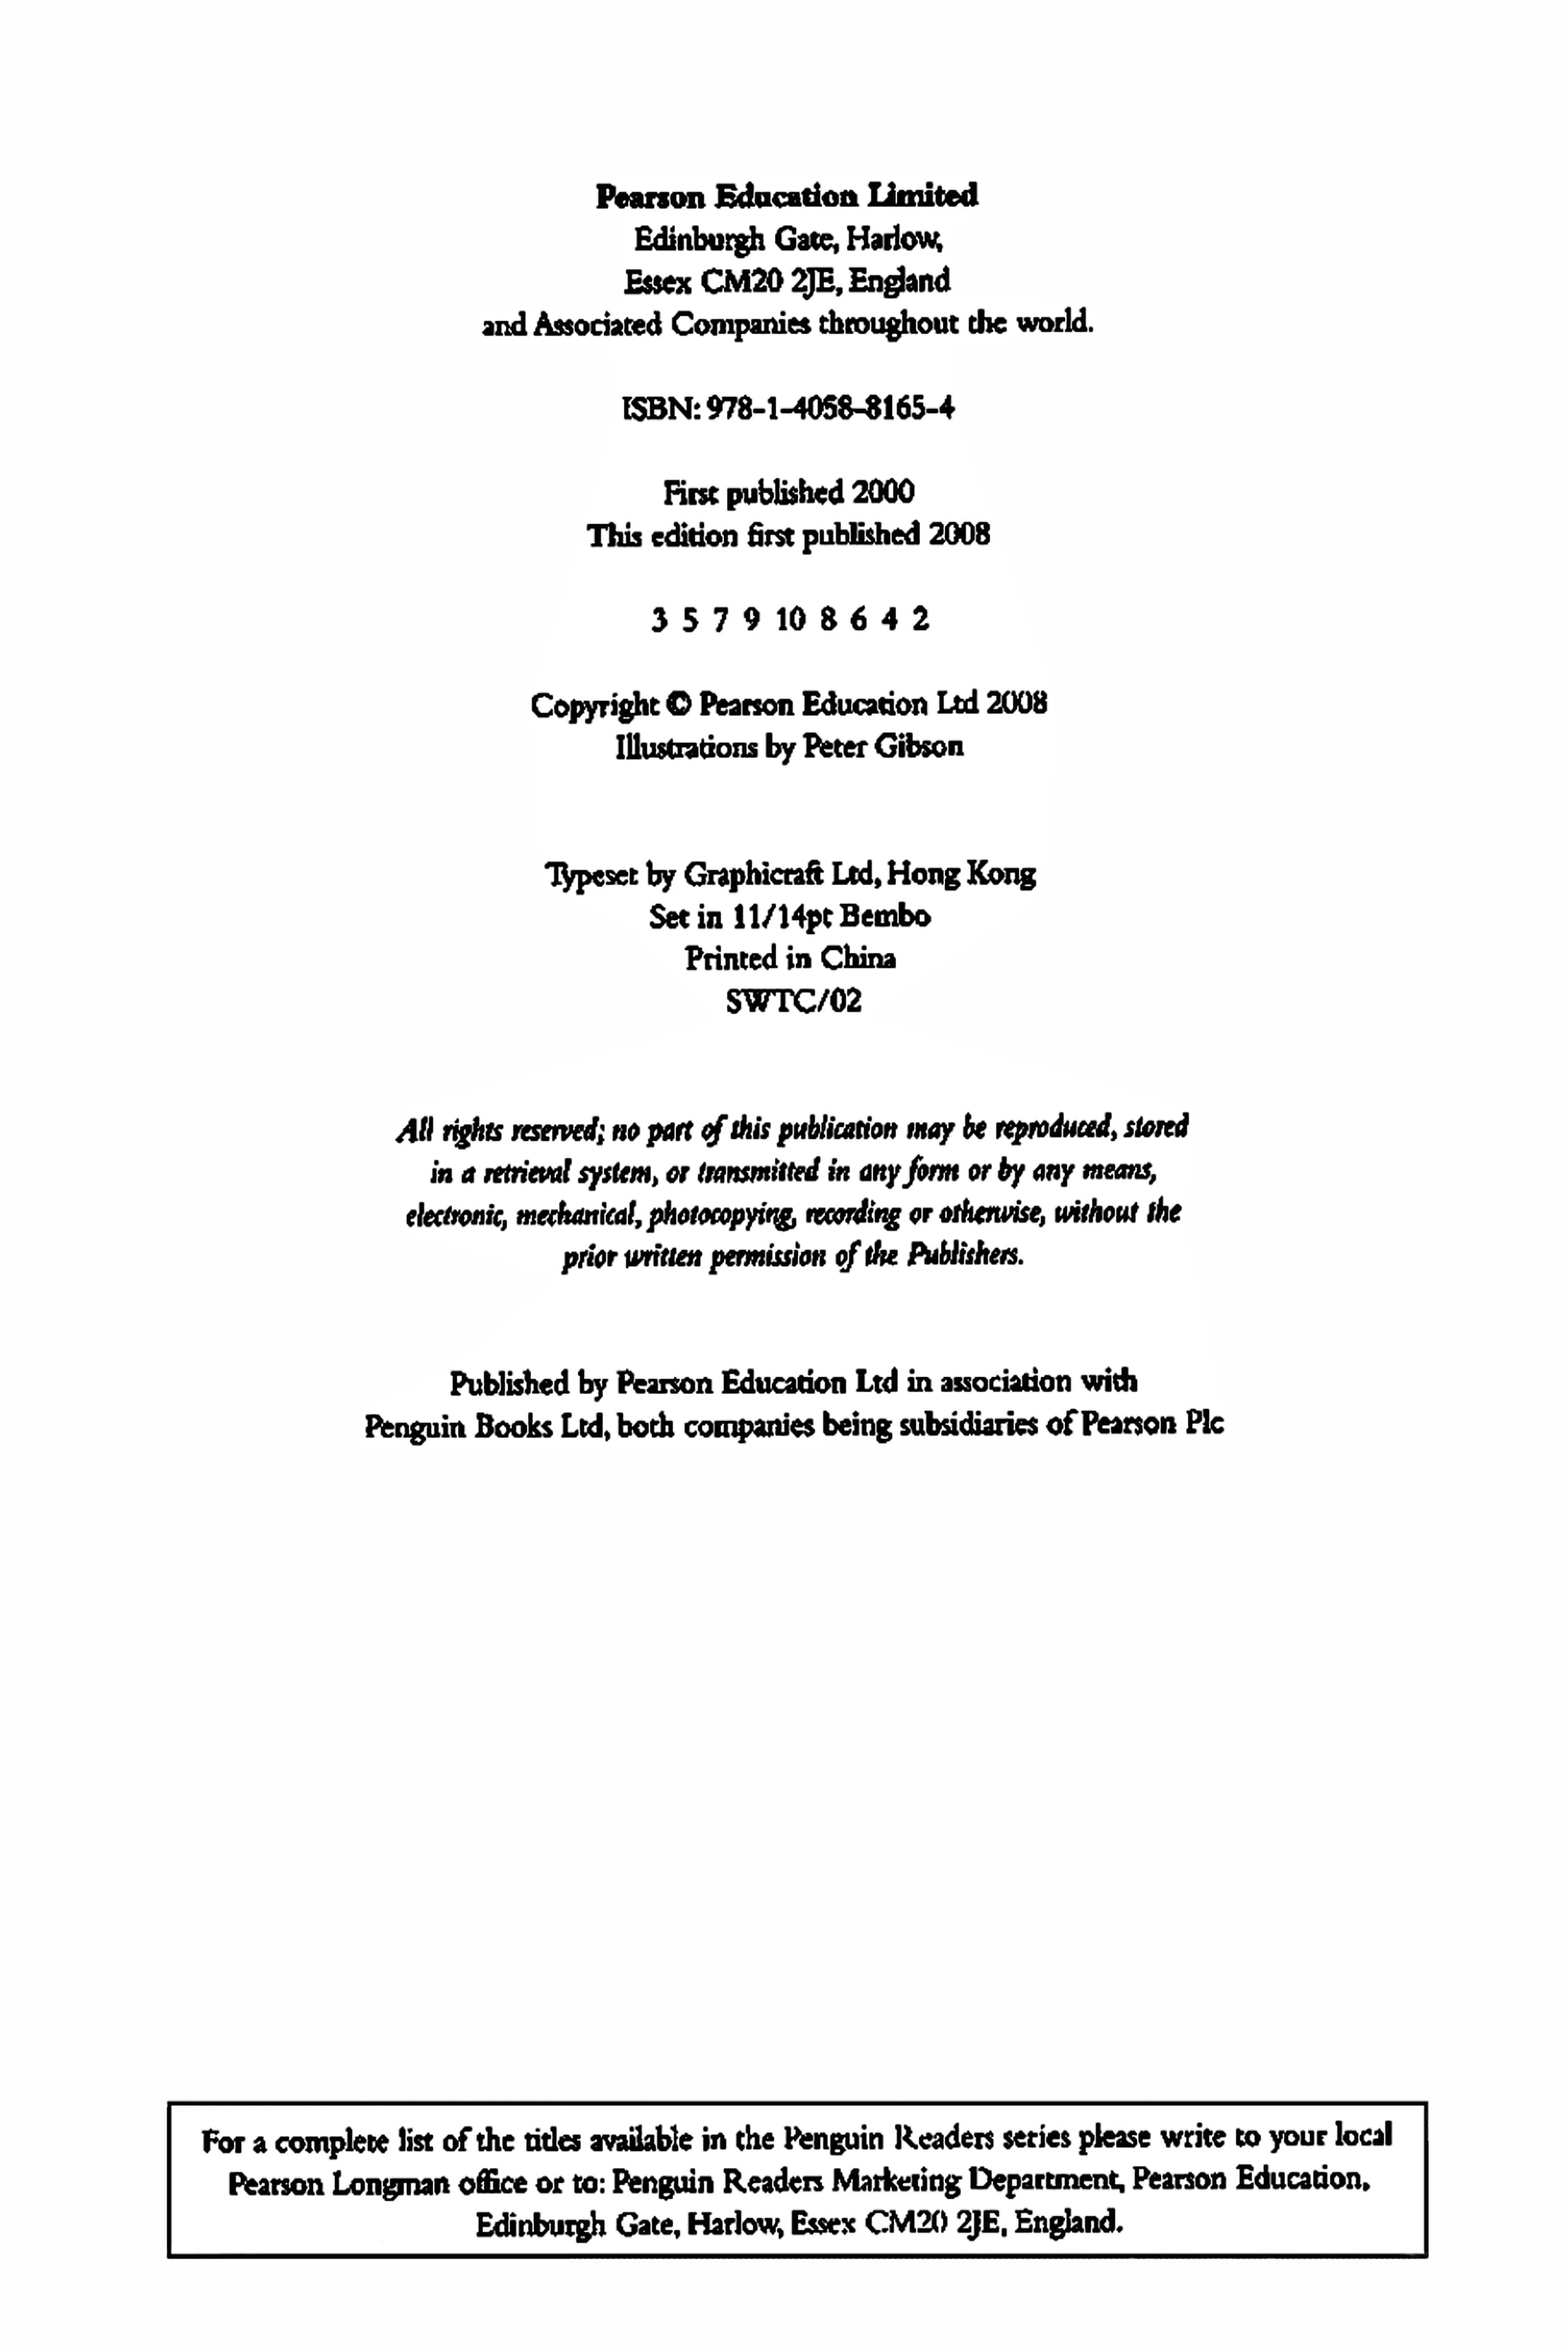 Pearson Education Limited
Edinburgh Gate, Harlow,
Essex CM20 2JE, England
and Associated Companies throughout the world.
ISBN: 978-1-4058-8165-4
First published 2000
This edition first published 2008
3 5 7 9 10 8 6 4 2
Copyright © Pearson Education Ltd 2008
Illustrations by Peter Gibson
Typeset by Graphicraft Ltd, Hong Kong
Set in 11/14pt Bembo
Printed in China
SWTC/02
All rights reserved; no part of this publication may be reproduced, stored
in a retrieval system, or transmitted in any form or by any means,
electronic, mechanical, photocopying, recording or otherwise, without the
prior written permission of the Publishers.
Published by Pearson Education Ltd in association with
Penguin Books Ltd, both companies being subsidiaries of Pearson Plc
For a complete list of the titles available in the Penguin Readers series please write to your local
Pearson Longman office or to: Penguin Readers Marketing Department, Pearson Education,
Edinburgh Gate, Harlow, Essex CM20 2JE, England.